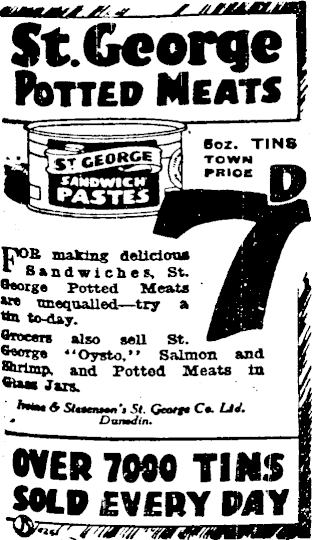 St. George
POTTED MEATS
ST GEORGE
SANDWICH
PASTES
5oz. TINS
TOWN
PRICE
7D
FOR making delicious
Sandwiches, St.
George Potted Meats
are unequalled—try a
tin to-day.
Grocers also sell St.
George "Oysto," Salmon and
Shrimp, and Potted Meats in
Glass Jars.
Irvine & Stevenson's St. George Co. Ltd.
Dunedin.
OVER 7000 TINS
SOLD EVERY DAY